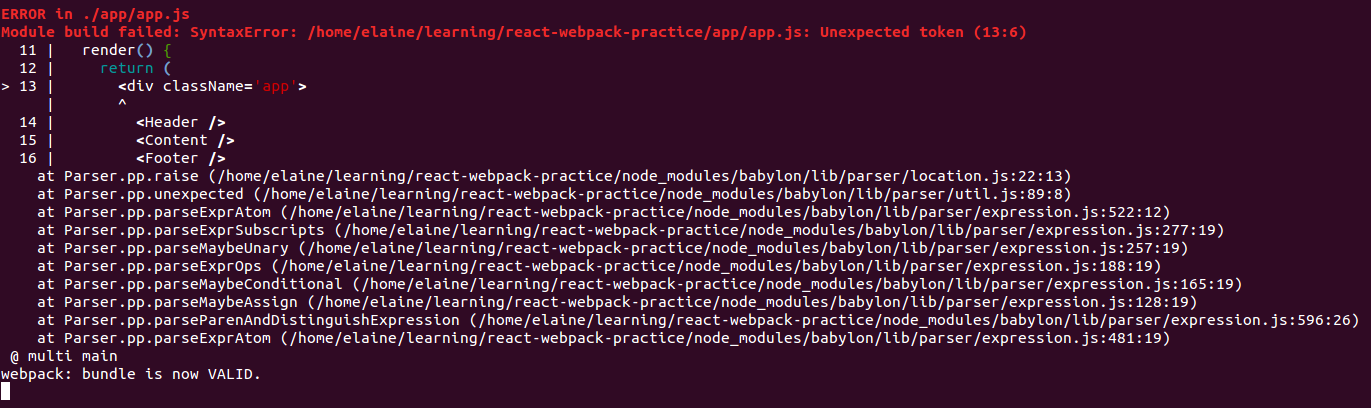 ERROR in ./app/app.js
Module build failed: SyntaxError: /home/elaine/learning/react-webpack-practice/app/app.js: Unexpected token (13:6)
  11 |   render() {
  12 |     return (
> 13 |       <div className='app'>
     |       ^
  14 |         <Header />
  15 |         <Content />
  16 |         <Footer />
    at Parser.pp.raise (/home/elaine/learning/react-webpack-practice/node_modules/babylon/lib/parser/location.js:22:13)
    at Parser.pp.unexpected (/home/elaine/learning/react-webpack-practice/node_modules/babylon/lib/parser/util.js:89:8)
    at Parser.pp.parseExprAtom (/home/elaine/learning/react-webpack-practice/node_modules/babylon/lib/parser/expression.js:522:12)
    at Parser.pp.parseExprSubscripts (/home/elaine/learning/react-webpack-practice/node_modules/babylon/lib/parser/expression.js:277:19)
    at Parser.pp.parseMaybeUnary (/home/elaine/learning/react-webpack-practice/node_modules/babylon/lib/parser/expression.js:257:19)
    at Parser.pp.parseExprOps (/home/elaine/learning/react-webpack-practice/node_modules/babylon/lib/parser/expression.js:188:19)
    at Parser.pp.parseMaybeConditional (/home/elaine/learning/react-webpack-practice/node_modules/babylon/lib/parser/expression.js:165:19)
    at Parser.pp.parseMaybeAssign (/home/elaine/learning/react-webpack-practice/node_modules/babylon/lib/parser/expression.js:128:19)
    at Parser.pp.parseParenAndDistinguishExpression (/home/elaine/learning/react-webpack-practice/node_modules/babylon/lib/parser/expression.js:596:26)
    at Parser.pp.parseExprAtom (/home/elaine/learning/react-webpack-practice/node_modules/babylon/lib/parser/expression.js:481:19)
 @ multi main
webpack: bundle is now VALID.